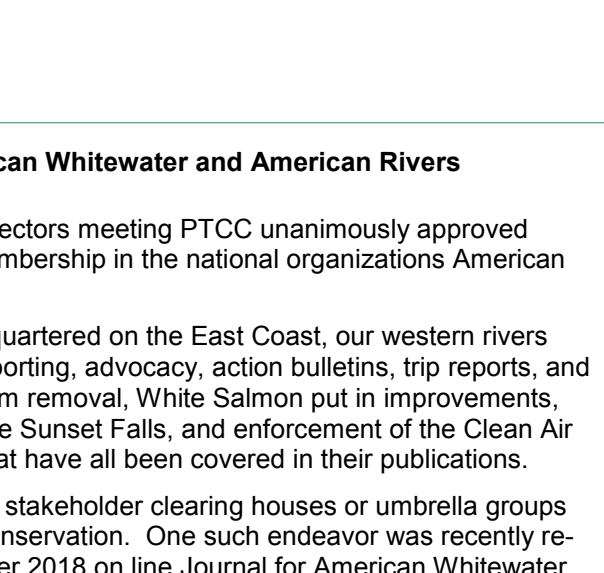 can Whitewater and American Rivers
ectors meeting PTCC unanimously approved
mbership in the national organizations American
quartered on the East Coast, our western rivers
porting, advocacy, action bulletins, trip reports, and
m removal, White Salmon put in improvements,
e Sunset Falls, and enforcement of the Clean Air
at have all been covered in their publications.
stakeholder clearing houses or umbrella groups
nservation.  One such endeavor was recently re-
er 2018 on line Journal for American Whitewater